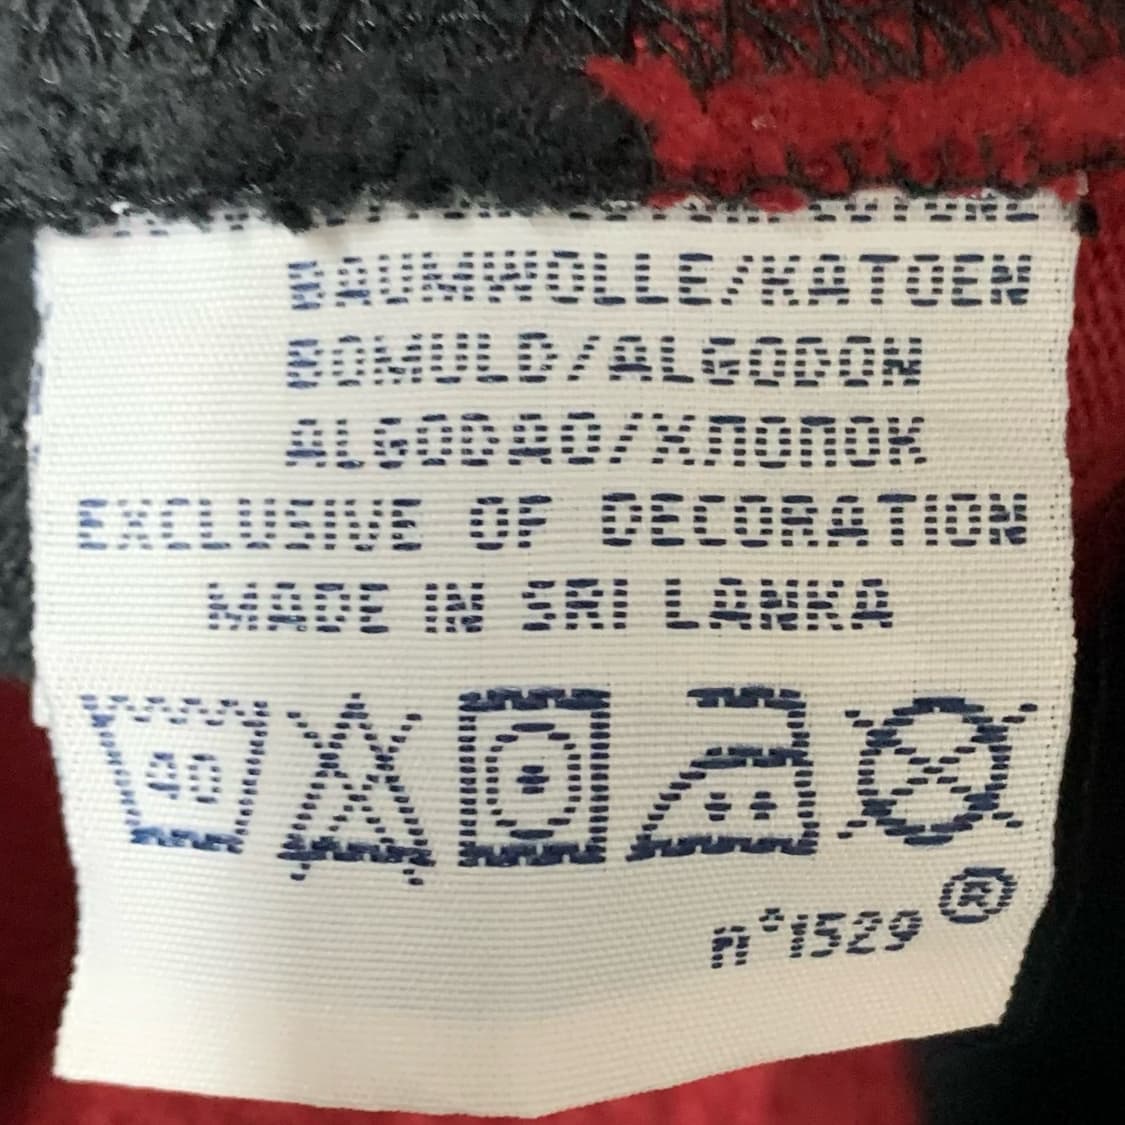 BAUMWOLLE/KATOEN
BOMULD/ALGODON
ALGODAO/ХЛОПОК
EXCLUSIVE OF DECORATION
MADE IN SRI LANKA
40
n°1529 ®